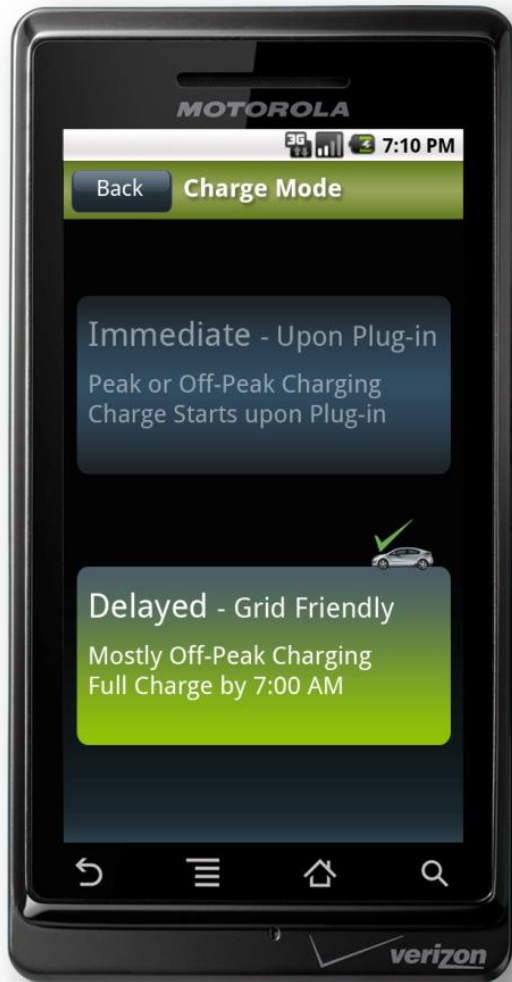 MOTOROLA
3G 7:10 PM
Back Charge Mode
Immediate - Upon Plug-in
Peak or Off-Peak Charging
Charge Starts upon Plug-in
Delayed - Grid Friendly
Mostly Off-Peak Charging
Full Charge by 7:00 AM
verizon